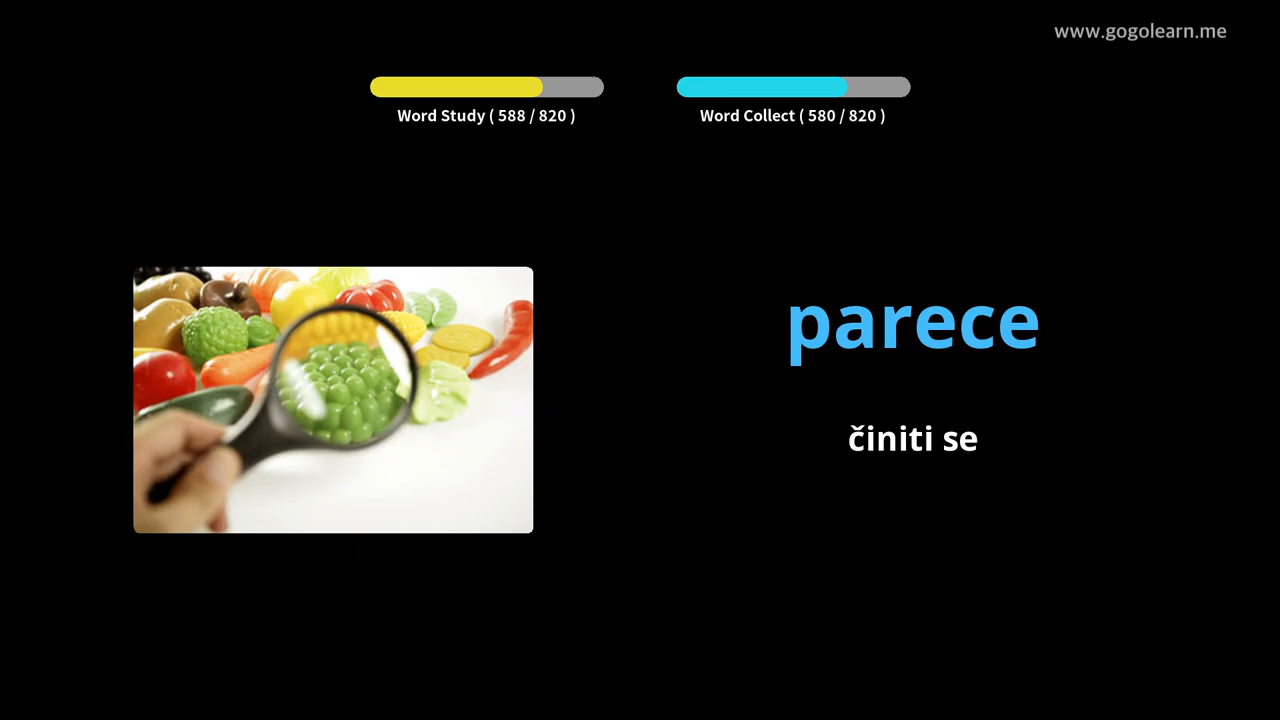 www.gogolearn.me
Word Study ( 588 / 820 )
Word Collect ( 580 / 820 )
parece
činiti se